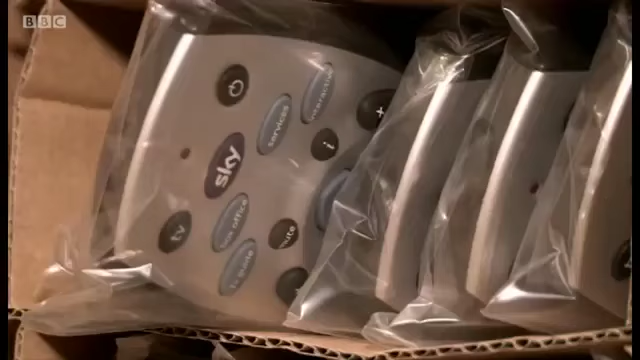 BBC
interactive
services
i
+
sky
box office
mute
tv
tv guide